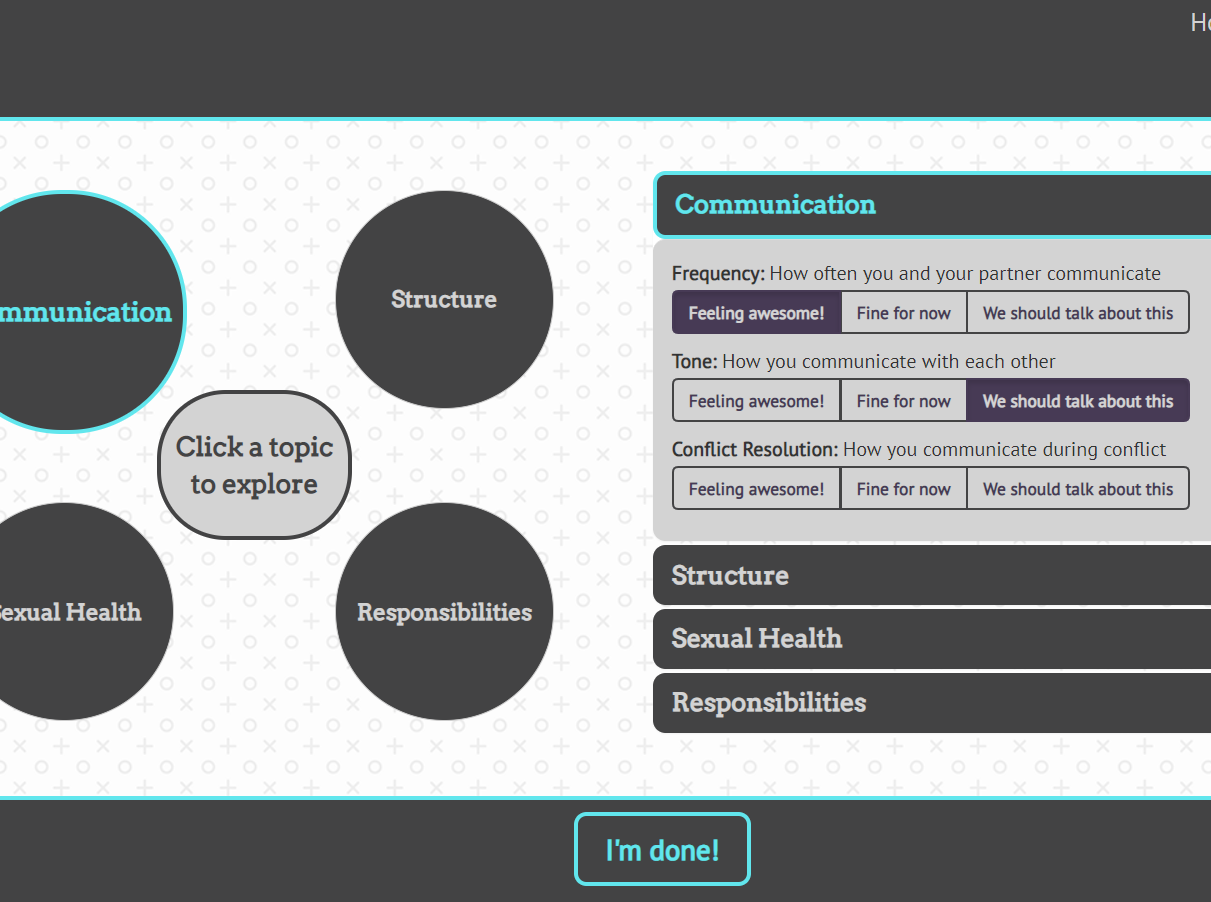 Communication
Structure
Click a topic
to explore
Sexual Health
Responsibilities
Communication
Frequency: How often you and your partner communicate
Feeling awesome! Fine for now We should talk about this
Tone: How you communicate with each other
Feeling awesome! Fine for now We should talk about this
Conflict Resolution: How you communicate during conflict
Feeling awesome! Fine for now We should talk about this
Structure
Sexual Health
Responsibilities
I'm done!